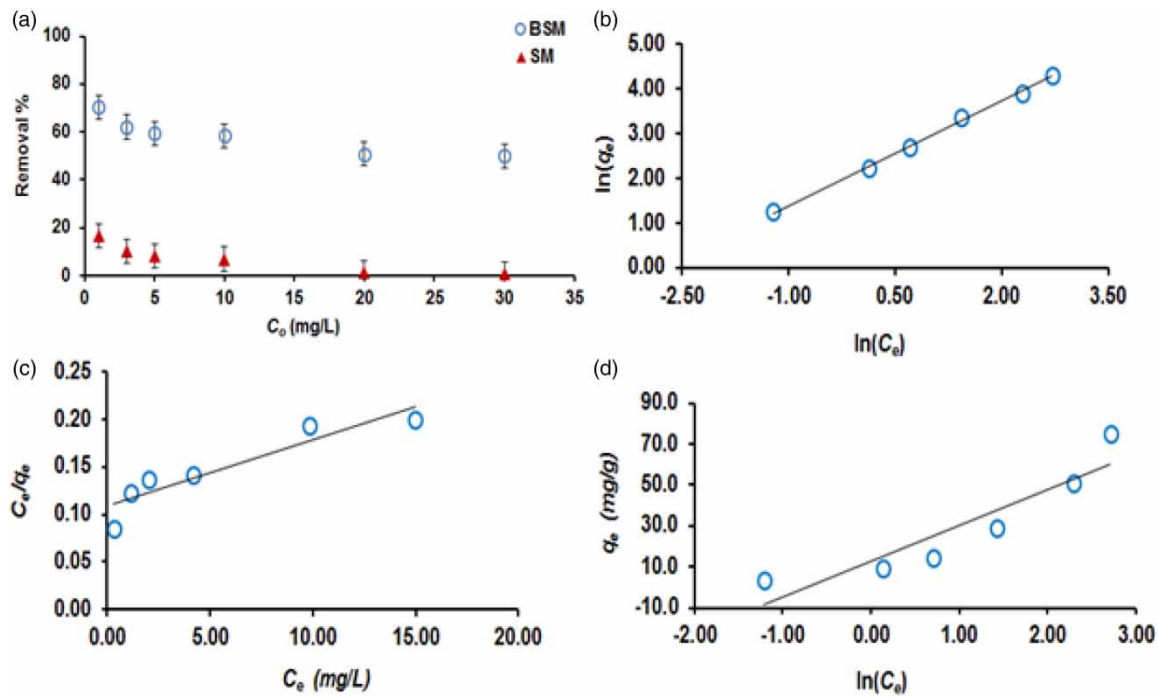 (a)
BSM
SM
100
80
60
40
20
0
Removal %
0 5 10 15 20 25 30 35
Co (mg/L)
(b)
5.00
4.00
3.00
2.00
1.00
0.00
ln(qe)
-2.50 -1.00 0.50 2.00 3.50
ln(Ce)
(c)
0.25
0.20
0.15
0.10
0.05
0.00
Ce/qe
0.00 5.00 10.00 15.00 20.00
Ce (mg/L)
(d)
90.0
70.0
50.0
30.0
10.0
-10.0
qe (mg/g)
-2.00 -1.00 0.00 1.00 2.00 3.00
ln(Ce)